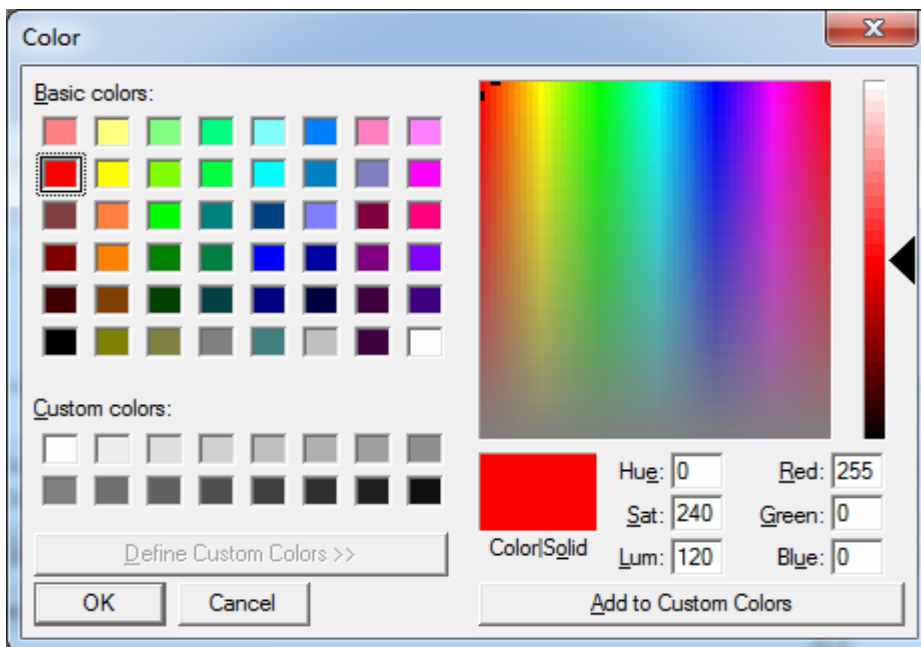 Color
Basic colors:
Custom colors:
Define Custom Colors >>
OK
Cancel
Color|Solid
Hue: 0
Sat: 240
Lum: 120
Red: 255
Green: 0
Blue: 0
Add to Custom Colors